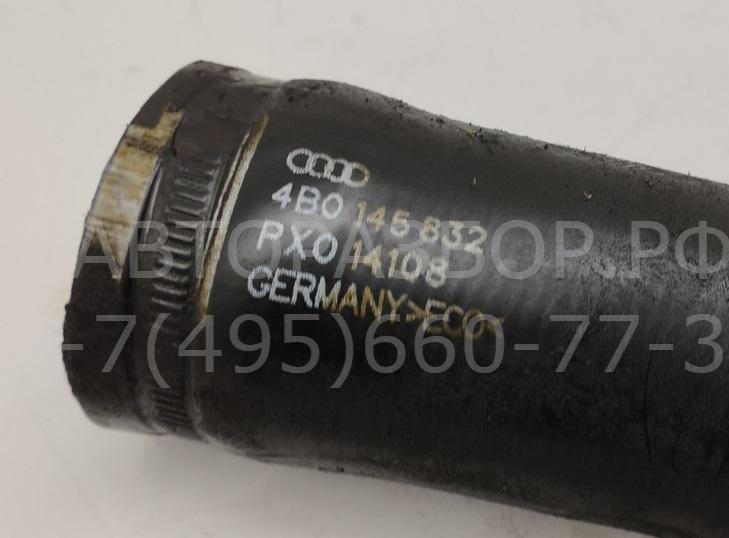 4B0 145 832
PX0 14108
GERMANY>ECO<
АВТОРАЗБОР.РФ
-7(495)660-77-3